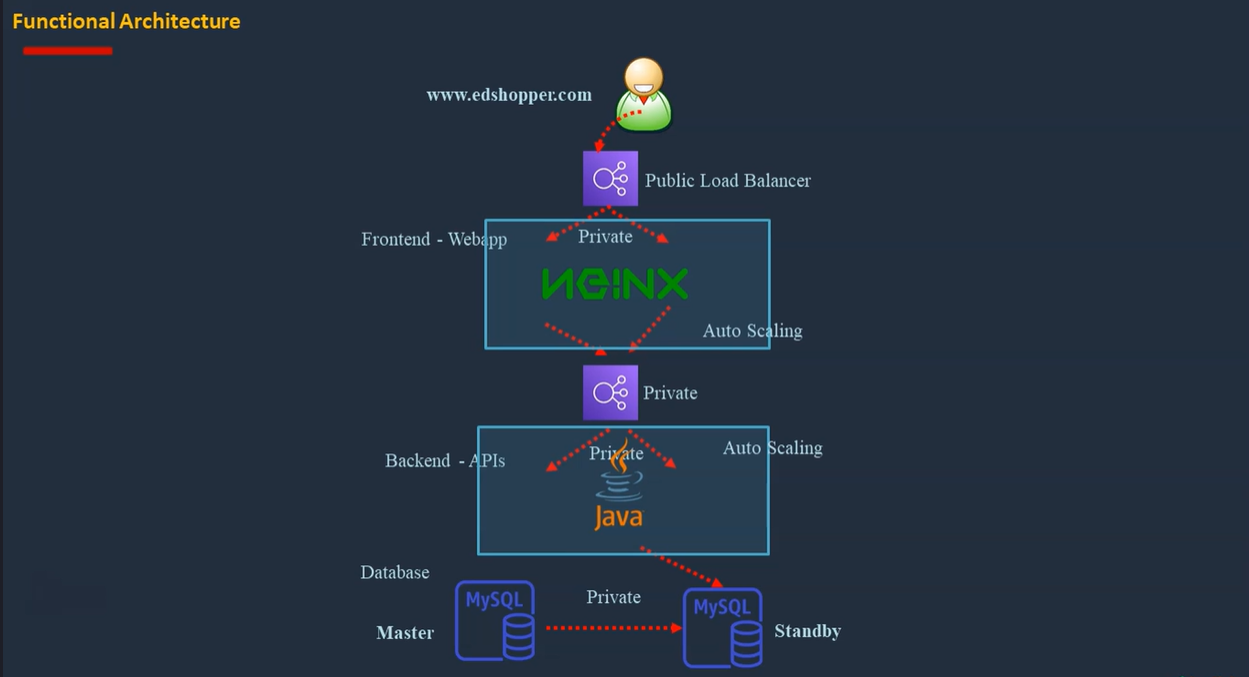 Functional Architecture
www.edshopper.com
Public Load Balancer
Frontend - Webapp
Private
NGINX
Auto Scaling
Private
Auto Scaling
Private
Backend - APIs
Java
Database
MySQL
Private
MySQL
Master
Standby